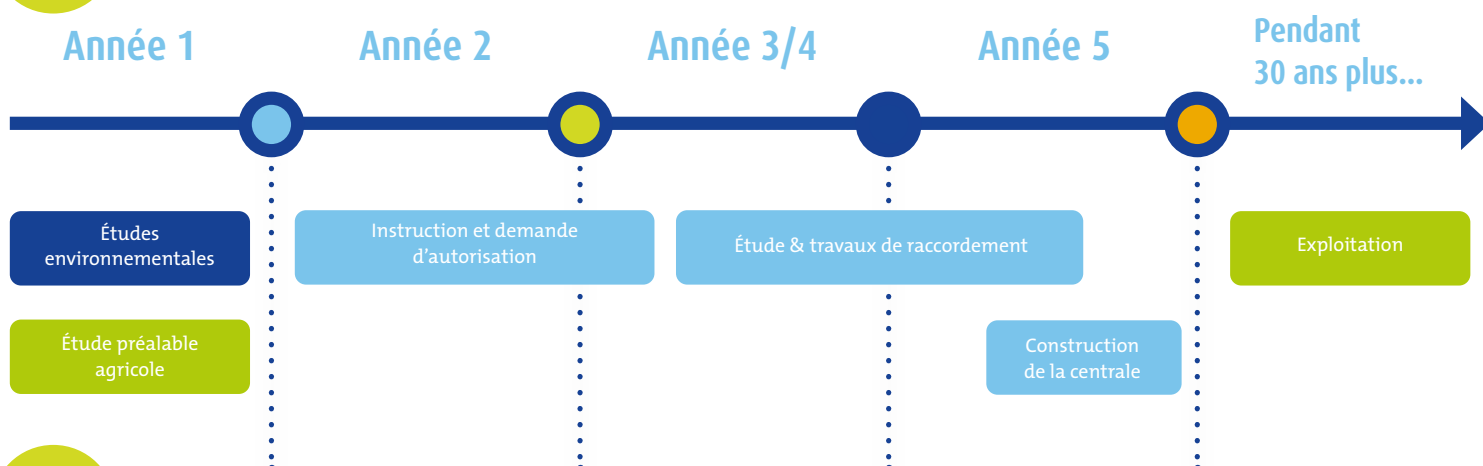 Année 1
Année 2
Année 3/4
Année 5
Pendant
30 ans plus...
Études
environnementales
Instruction et demande
d'autorisation
Étude & travaux de raccordement
Exploitation
Étude préalable
agricole
Construction
de la centrale